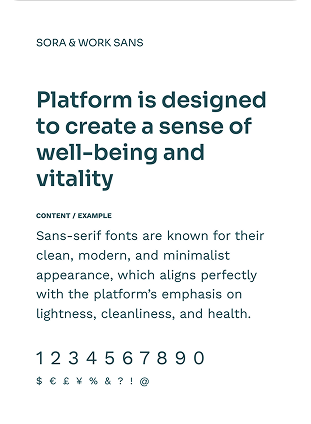 SORA & WORK SANS
Platform is designed
to create a sense of
well-being and
vitality
CONTENT / EXAMPLE
Sans-serif fonts are known for their
clean, modern, and minimalist
appearance, which aligns perfectly
with the platform's emphasis on
lightness, cleanliness, and health.
1 2 3 4 5 6 7 8 9 0
$ € £ ¥ % & ? ! @